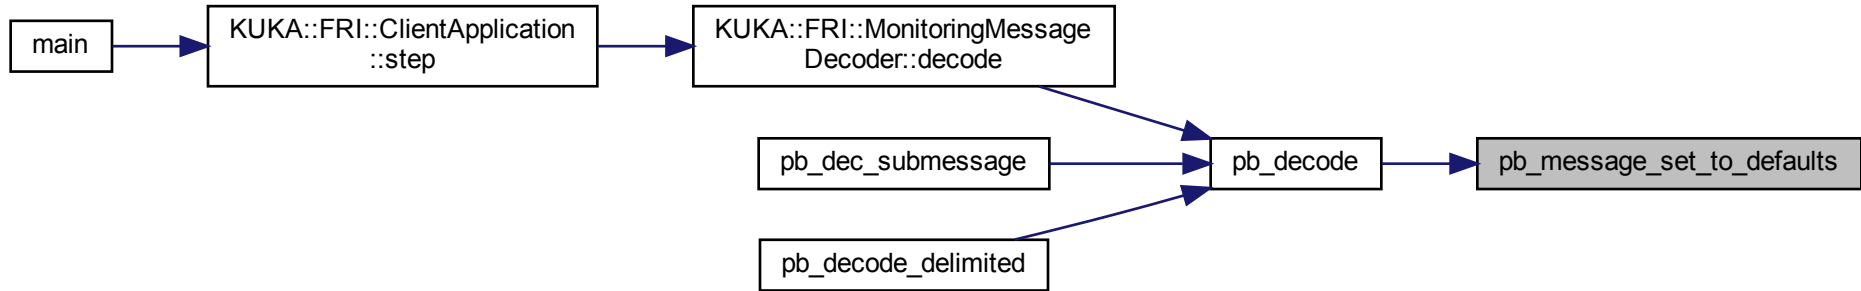 main
KUKA::FRI::ClientApplication
::step
KUKA::FRI::MonitoringMessage
Decoder::decode
pb_dec_submessage
pb_decode_delimited
pb_decode
pb_message_set_to_defaults